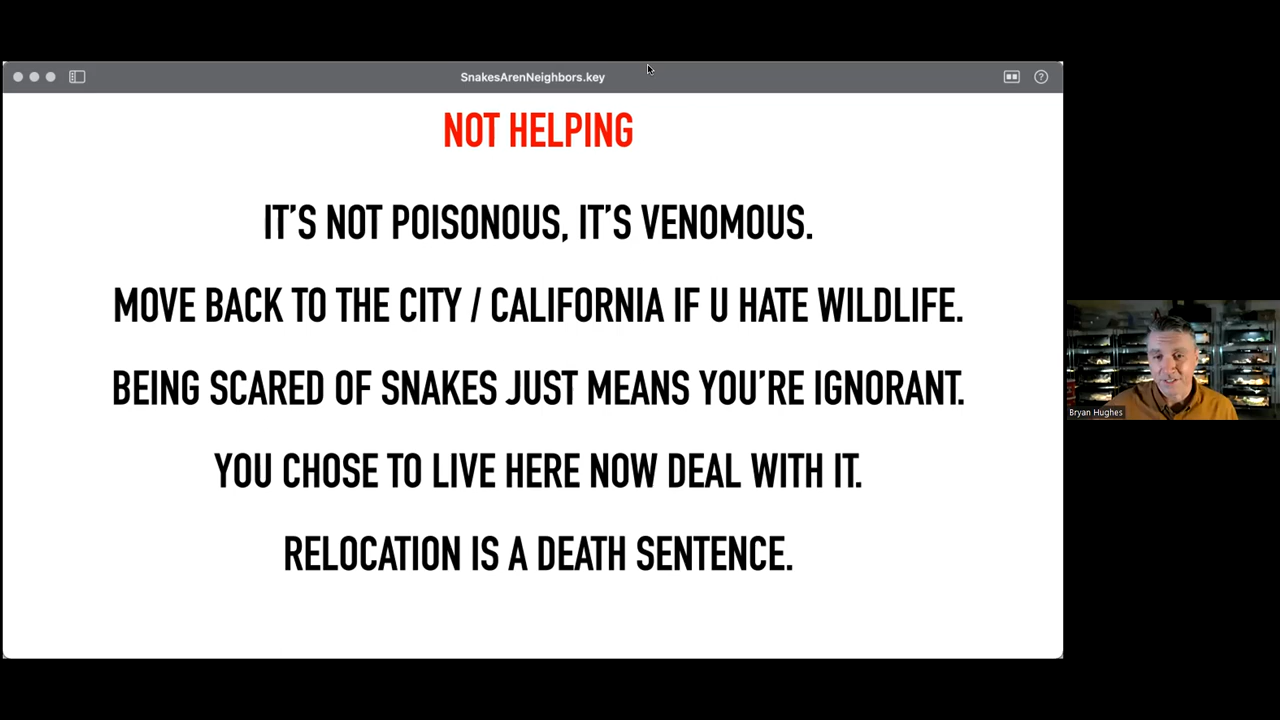 SnakesArenNeighbors.key
NOT HELPING
IT'S NOT POISONOUS, IT'S VENOMOUS.
MOVE BACK TO THE CITY / CALIFORNIA IF U HATE WILDLIFE.
BEING SCARED OF SNAKES JUST MEANS YOU'RE IGNORANT.
YOU CHOSE TO LIVE HERE NOW DEAL WITH IT.
RELOCATION IS A DEATH SENTENCE.
Bryan Hughes